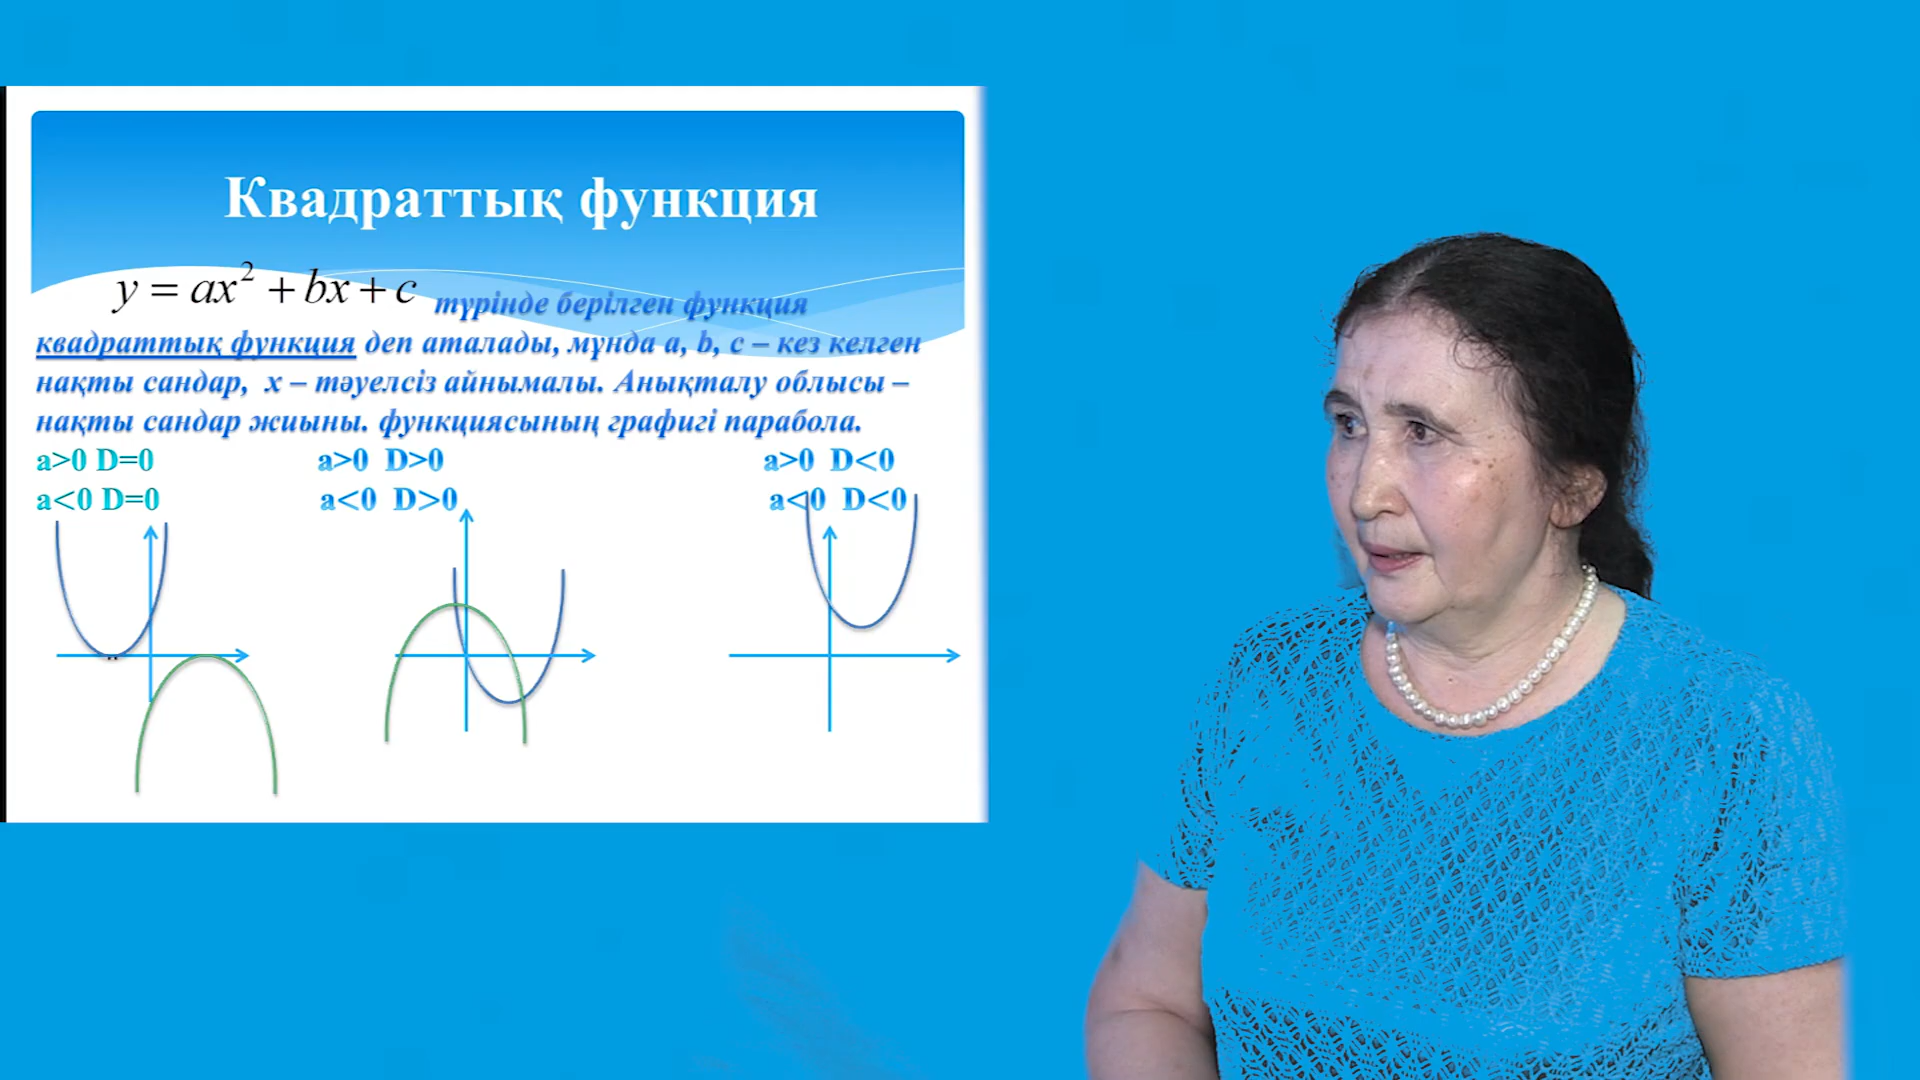 Квадраттық функция
y = ax² + bx + c түрінде берілген функция
квадраттық функция деп аталады, мұнда a, b, c – кез келген
нақты сандар, x – тәуелсіз айнымалы. Анықталу облысы –
нақты сандар жиыны. функциясының графигі парабола.
a>0 D=0 a>0 D>0 a>0 D<0
a<0 D=0 a<0 D>0 a<0 D<0